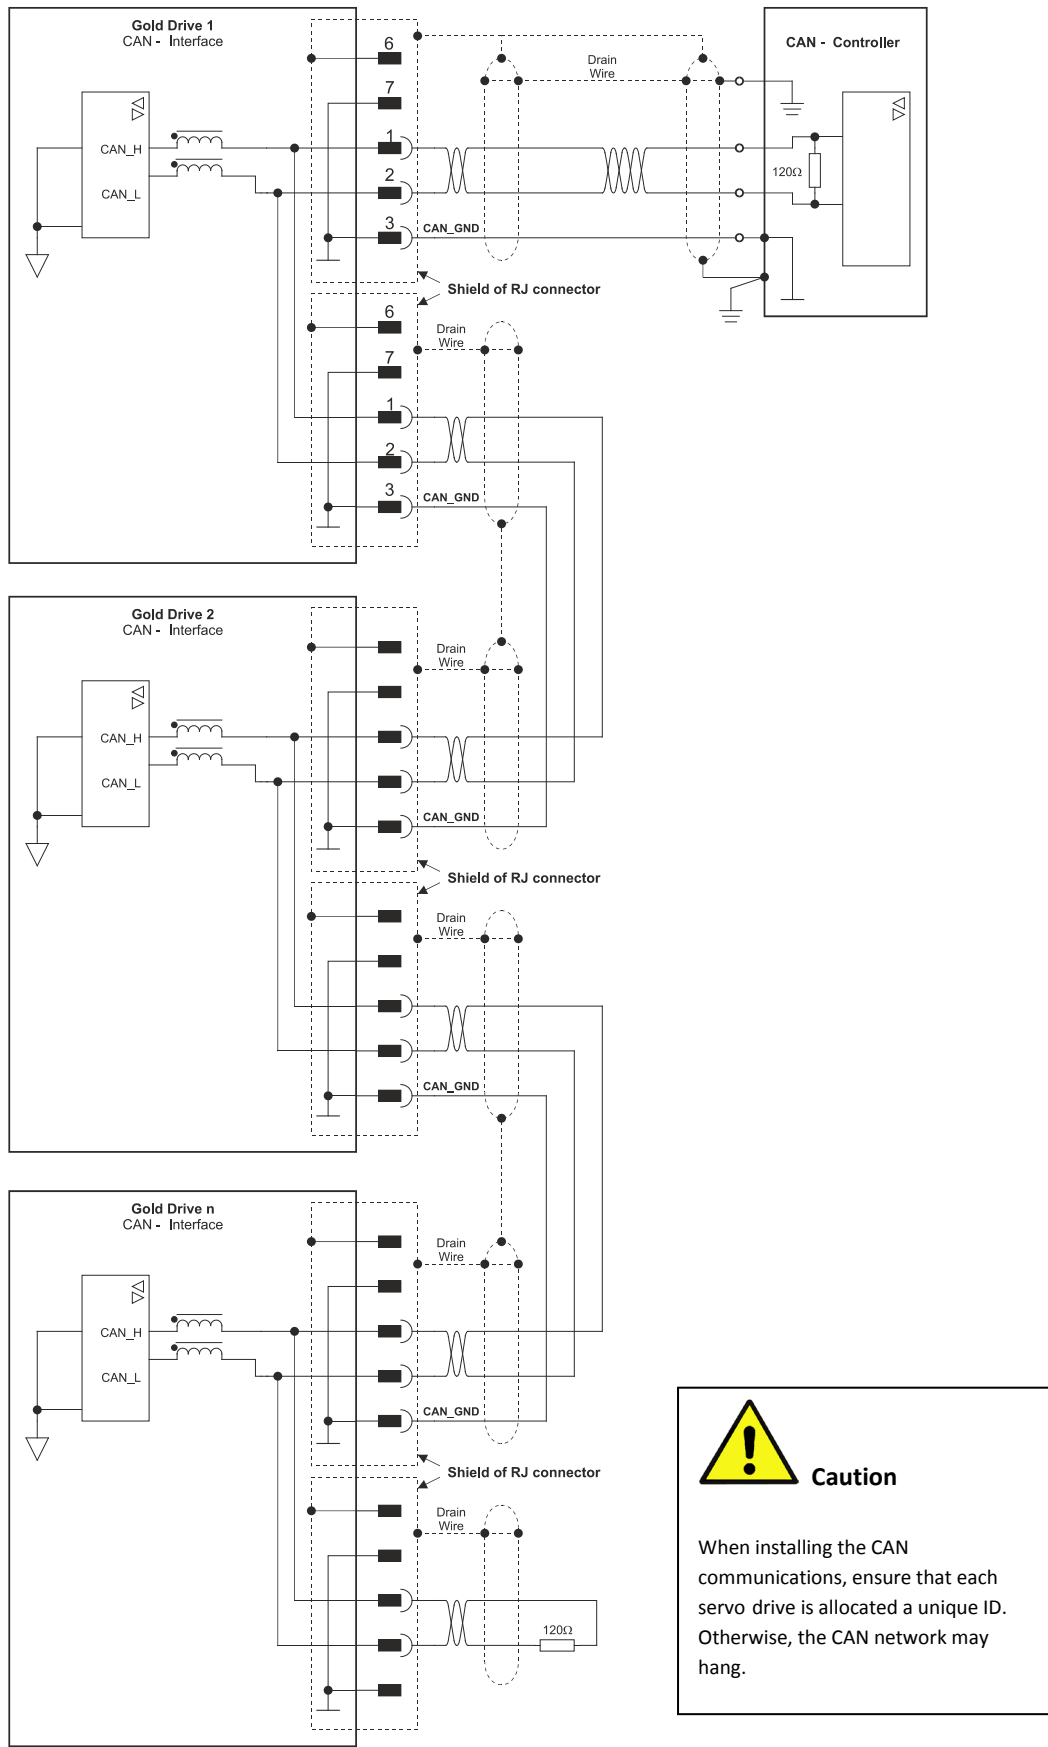 Gold Drive 1
CAN - Interface
CAN_H
CAN_L
6
7
1
2
3
CAN_GND
Drain
Wire
CAN - Controller
120Ω
Shield of RJ connector
6
7
1
2
3
Drain
Wire
CAN_GND
Gold Drive 2
CAN - Interface
CAN_H
CAN_L
Drain
Wire
CAN_GND
Shield of RJ connector
Drain
Wire
CAN_GND
Gold Drive n
CAN - Interface
CAN_H
CAN_L
Drain
Wire
CAN_GND
Shield of RJ connector
Drain
Wire
120Ω
Caution
When installing the CAN
communications, ensure that each
servo drive is allocated a unique ID.
Otherwise, the CAN network may
hang.